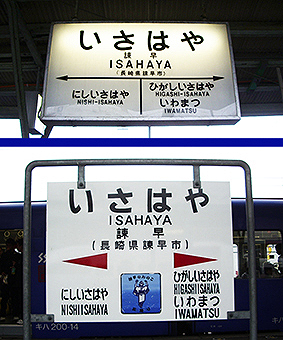 いさはや
ISAHAYA
諫早
(長崎県諫早市)
にしいさはや
NISHI-ISAHAYA
ひがしいさはや
HIGASHI-ISAHAYA
いわまつ
IWAMATSU
いさはや
ISAHAYA
諫早
(長崎県諫早市)
にしいさはや
NISHIISAHAYA
ひがしいさはや
HIGASHIISAHAYA
いわまつ
IWAMATSU
キハ200-14